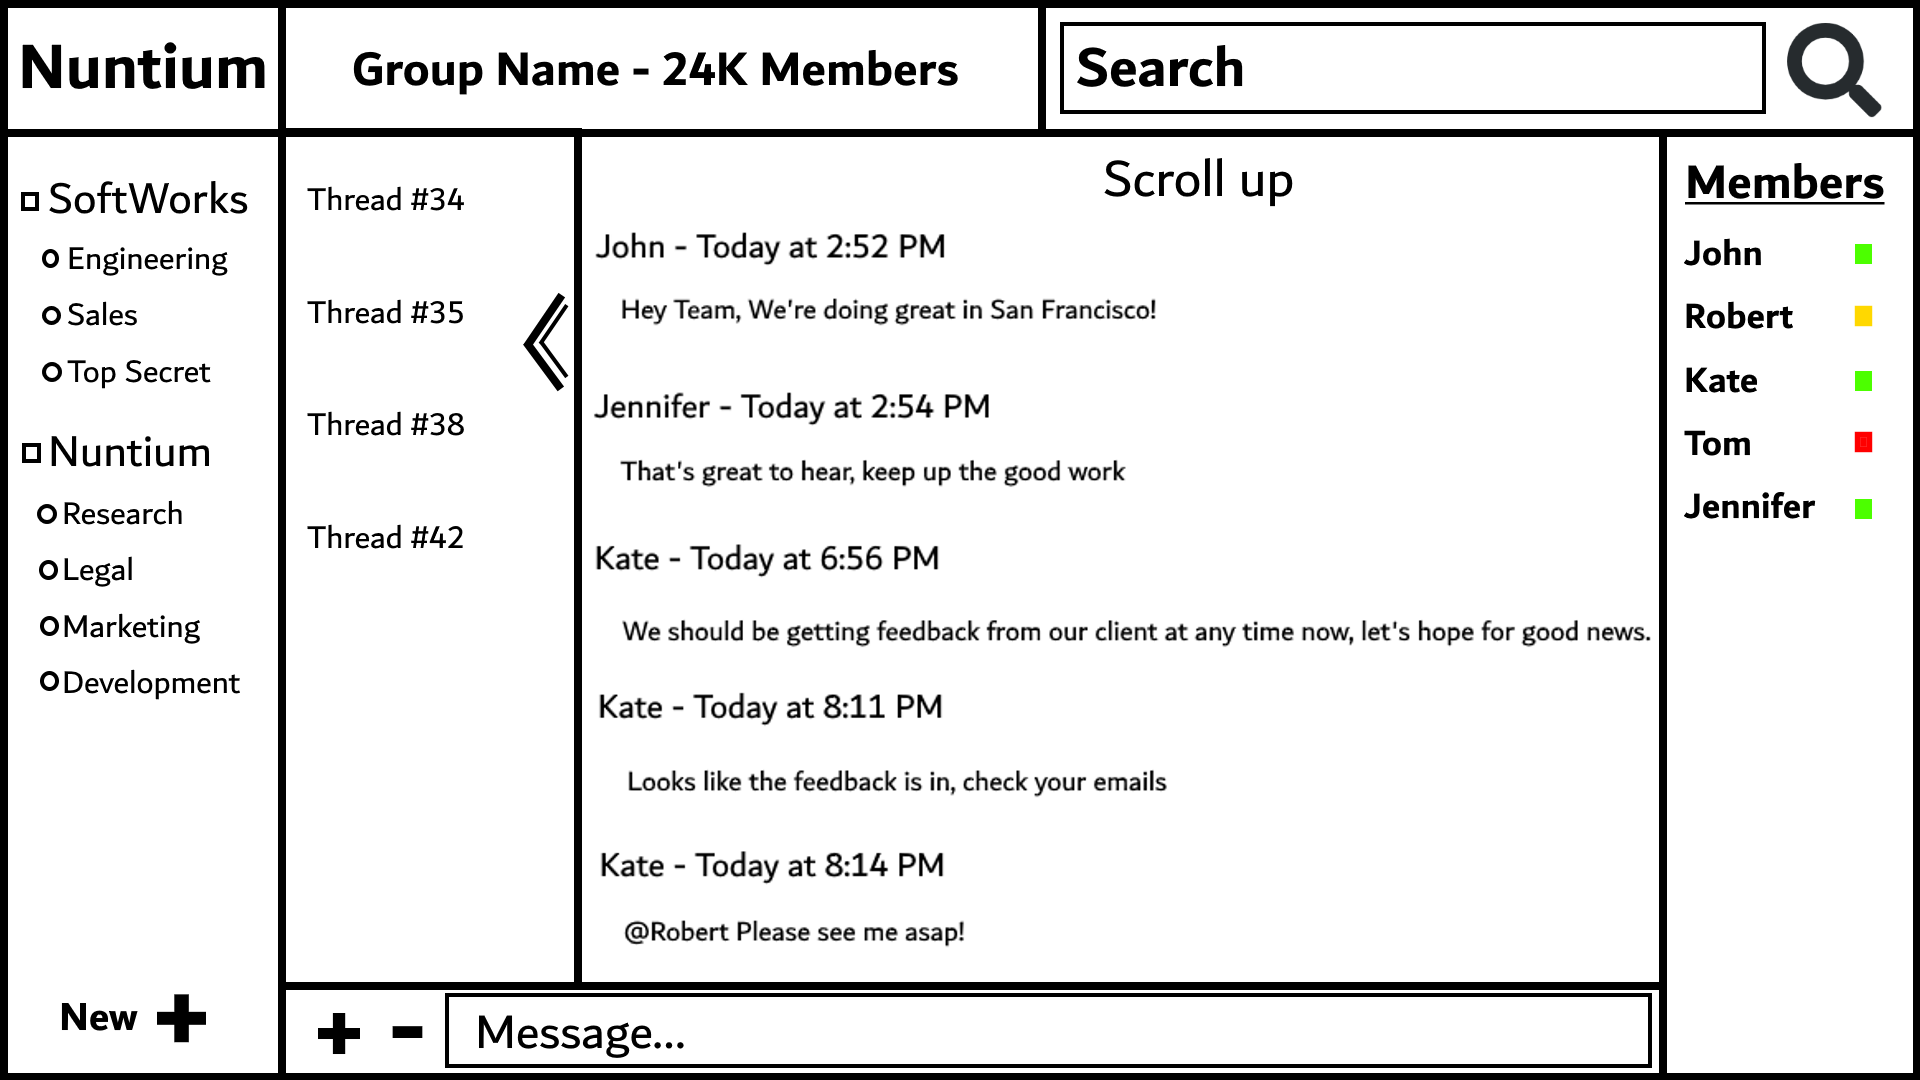 Nuntium
Group Name - 24K Members
Search
SoftWorks
Engineering
Sales
Top Secret
Nuntium
Research
Legal
Marketing
Development
New
Thread #34
Thread #35
Thread #38
Thread #42
Scroll up
John - Today at 2:52 PM
Hey Team, We're doing great in San Francisco!
Jennifer - Today at 2:54 PM
That's great to hear, keep up the good work
Kate - Today at 6:56 PM
We should be getting feedback from our client at any time now, let's hope for good news.
Kate - Today at 8:11 PM
Looks like the feedback is in, check your emails
Kate - Today at 8:14 PM
@Robert Please see me asap!
Message...
Members
John
Robert
Kate
Tom
Jennifer